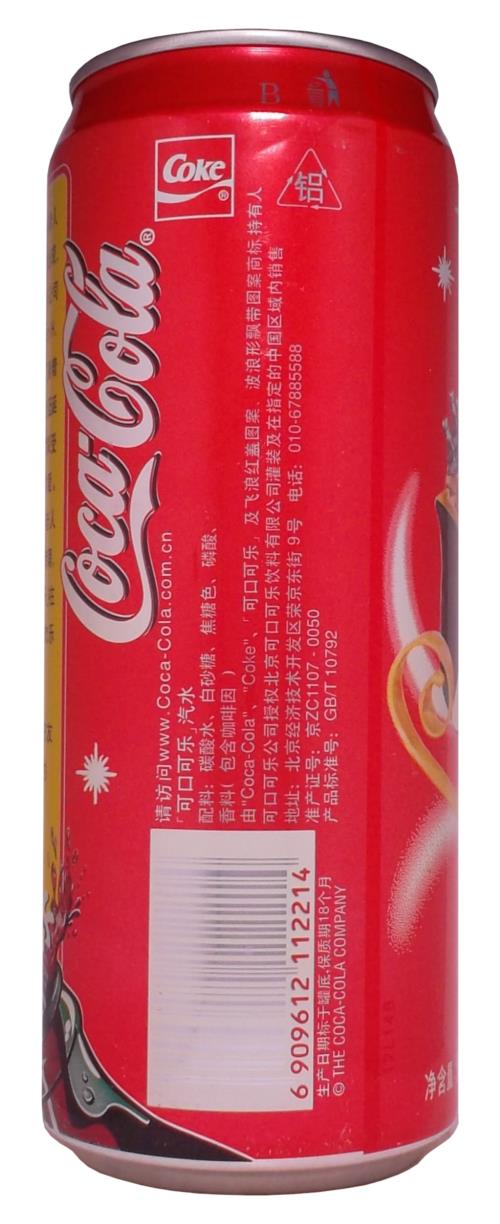 B
Coke
®
铝
Coca-Cola®
请访问www.Coca-Cola.com.cn
「可口可乐」汽水
配料：碳酸水、白砂糖、焦糖色、磷酸、
香料（包含咖啡因）
由"Coca-Cola"、"Coke"、「可口可乐」及飞浪红盖图案、波浪形飘带图案商标持有人
可口可乐公司授权北京可口可乐饮料有限公司灌装及在指定的中国区域内销售
地址：北京经济技术开发区荣京东街9号 电话：010-67885588
准产证号：京ZC1107-0050
产品标准号：GB/T 10792
6 909612 112214
生产日期标于罐底,保质期18个月
© THE COCA-COLA COMPANY
净含量